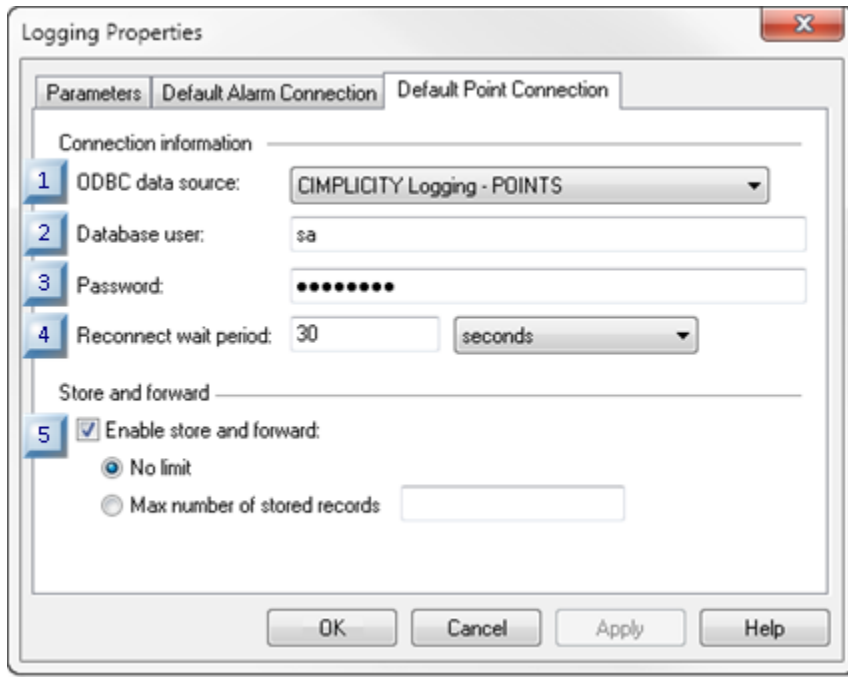 Logging Properties
Parameters Default Alarm Connection Default Point Connection
Connection information
1 ODBC data source: CIMPLICITY Logging - POINTS
2 Database user: sa
3 Password: ●●●●●●●●
4 Reconnect wait period: 30 seconds
Store and forward
5 Enable store and forward:
No limit
Max number of stored records
OK Cancel Apply Help